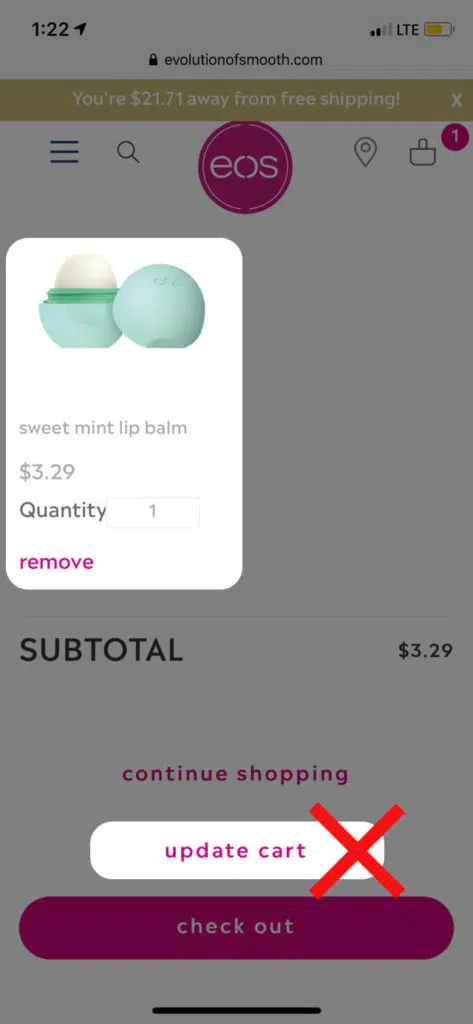 1:22 LTE
evolutionofsmooth.com
You're $21.71 away from free shipping! X
eos
1
sweet mint lip balm
$3.29
Quantity 1
remove
SUBTOTAL $3.29
continue shopping
update cart
check out